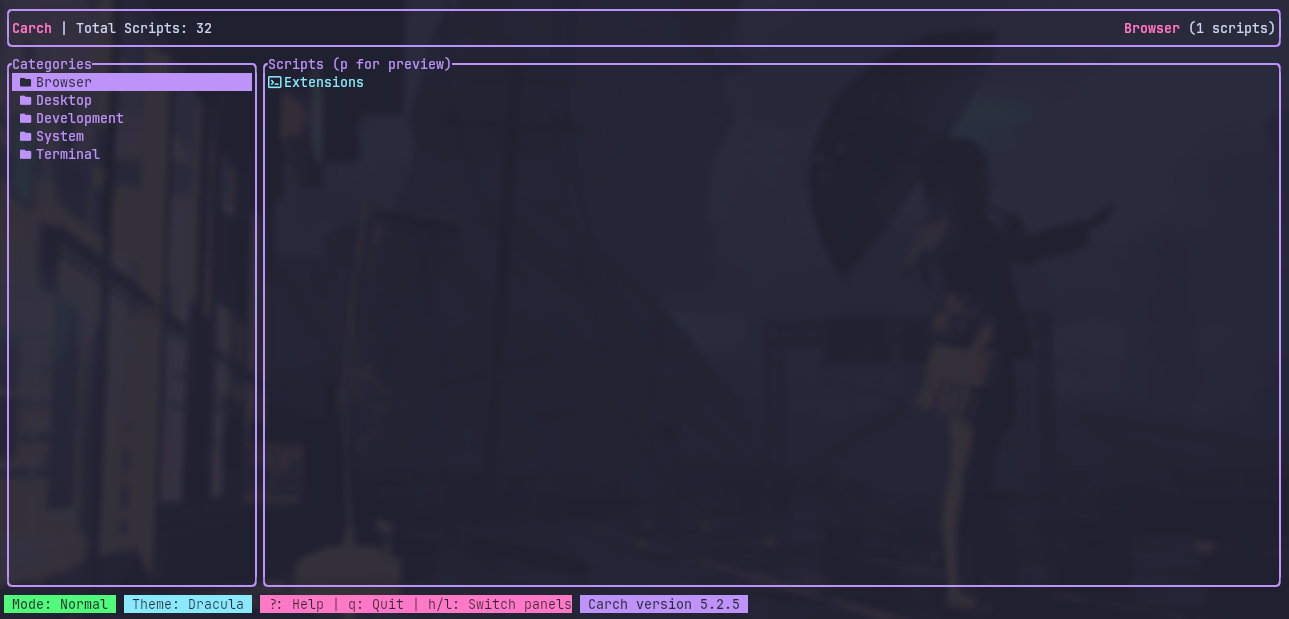 Carch | Total Scripts: 32
Browser (1 scripts)
Categories
Browser
Desktop
Development
System
Terminal
Scripts (p for preview)
Extensions
Mode: Normal
Theme: Dracula
?: Help | q: Quit | h/l: Switch panels
Carch version 5.2.5